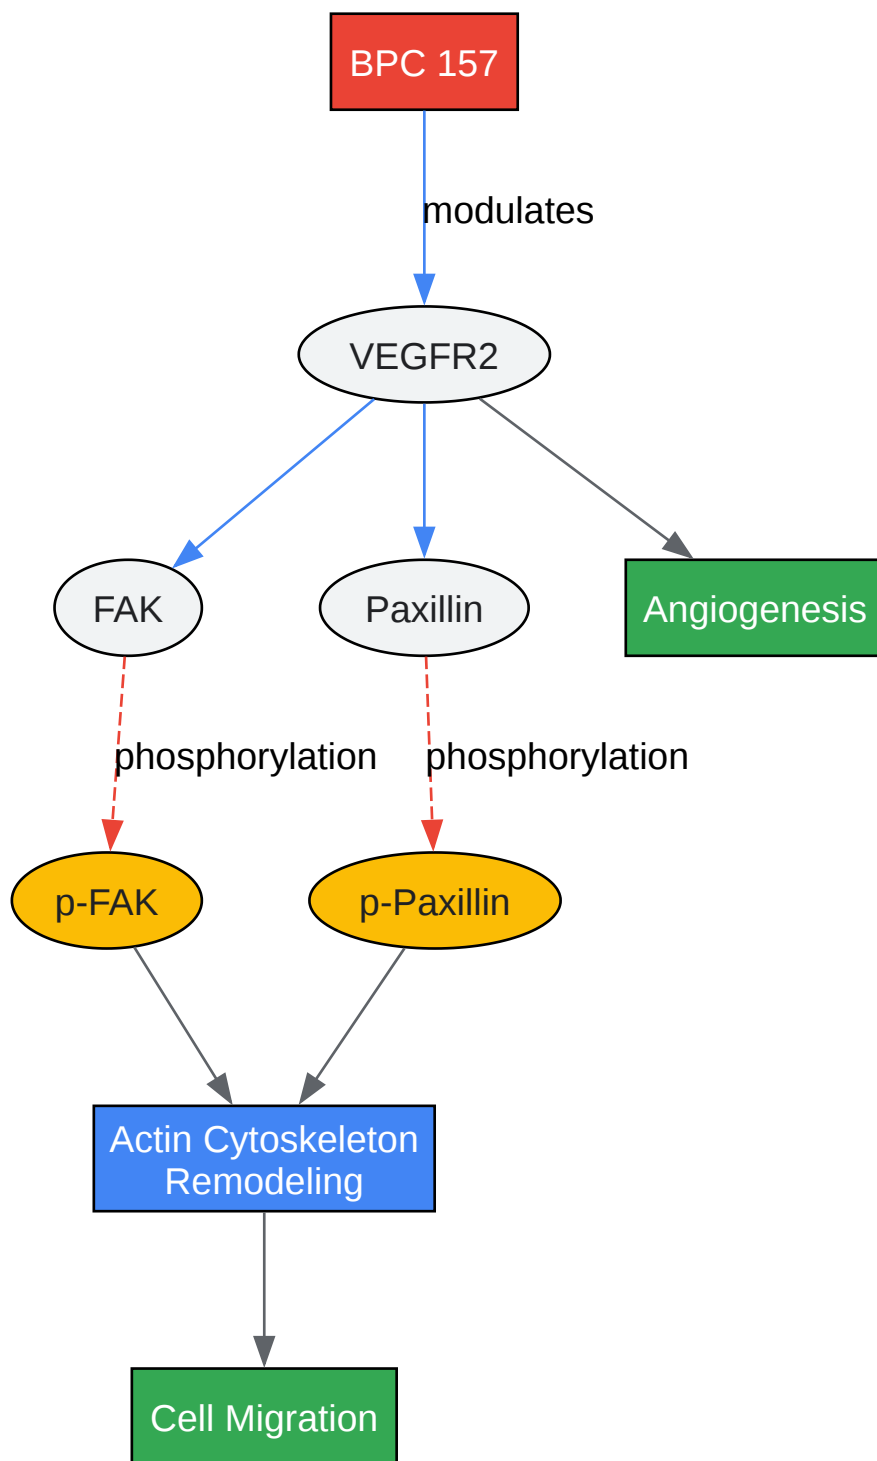 BPC 157
modulates
VEGFR2
FAK
Paxillin
Angiogenesis
phosphorylation
phosphorylation
p-FAK
p-Paxillin
Actin Cytoskeleton
Remodeling
Cell Migration